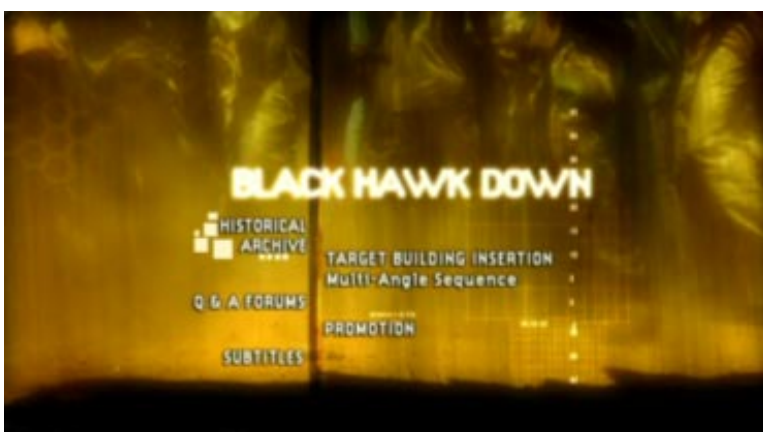 BLACK HAWK DOWN
HISTORICAL
ARCHIVE
TARGET BUILDING INSERTION
Multi-Angle Sequence
Q & A FORUMS
PROMOTION
SUBTITLES